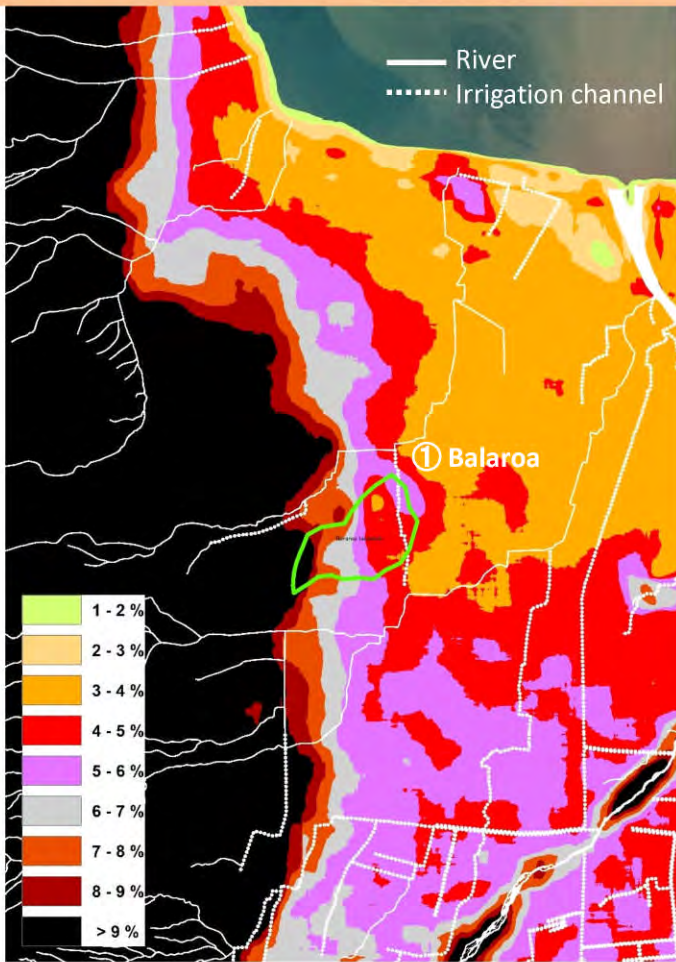 River
Irrigation channel
① Balaroa
1 - 2 %
2 - 3 %
3 - 4 %
4 - 5 %
5 - 6 %
6 - 7 %
7 - 8 %
8 - 9 %
> 9 %